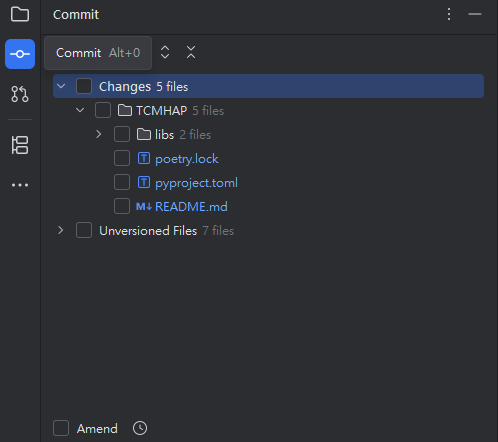 Commit
Commit Alt+0
Changes 5 files
TCMHAP 5 files
libs 2 files
T poetry.lock
T pyproject.toml
M↓ README.md
Unversioned Files 7 files
Amend